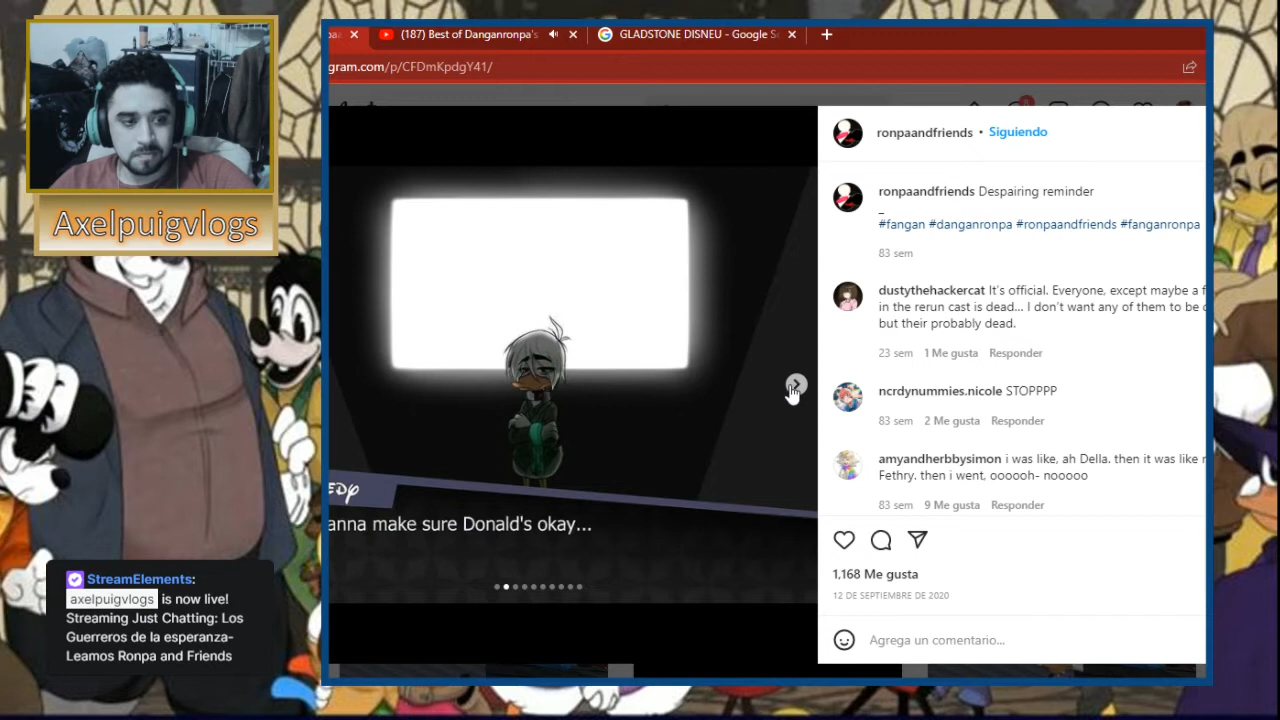 (187) Best of Danganronpa's
GLADSTONE DISNEU - Google S
gram.com/p/CFDmKpdgY41/
Axelpuigvlogs
StreamElements:
axelpuigvlogs is now live!
Streaming Just Chatting: Los
Guerreros de la esperanza-
Leamos Ronpa and Friends
anna make sure Donald's okay...
ronpaandfriends • Siguiendo
ronpaandfriends Despairing reminder
_
#fangan #danganronpa #ronpaandfriends #fanganronpa
83 sem
dustythehackercat It's official. Everyone, except maybe a f
in the rerun cast is dead... I don't want any of them to be
but their probably dead.
23 sem 1 Me gusta Responder
ncrdynummies.nicole STOPPPP
83 sem 2 Me gusta Responder
amyandherbbysimon i was like, ah Della. then it was like
Fethry. then i went, oooooh- nooooo
83 sem 9 Me gusta Responder
1,168 Me gusta
12 DE SEPTIEMBRE DE 2020
Agrega un comentario...